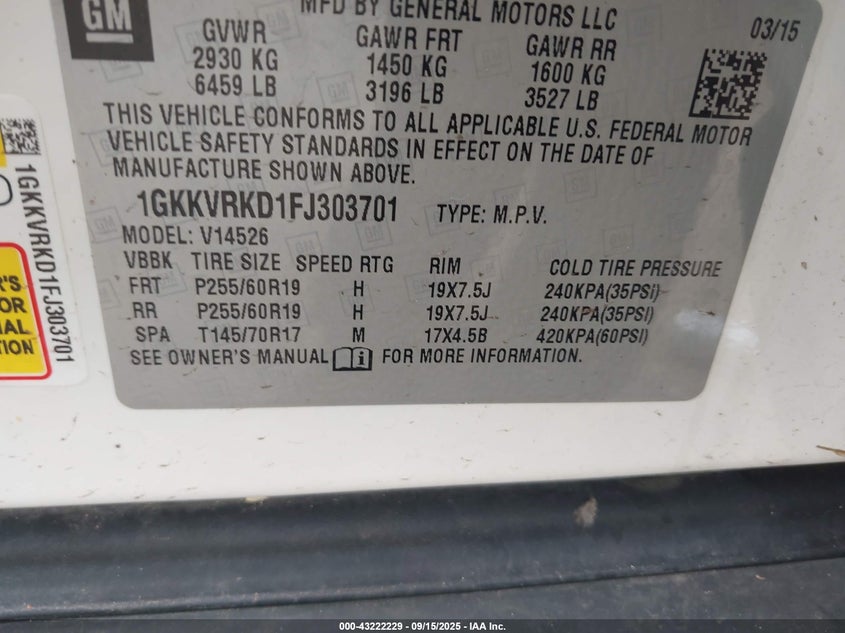 GM
MFD BY GENERAL MOTORS LLC
03/15
GVWR GAWR FRT GAWR RR
2930 KG 1450 KG 1600 KG
6459 LB 3196 LB 3527 LB
THIS VEHICLE CONFORMS TO ALL APPLICABLE U.S. FEDERAL MOTOR
VEHICLE SAFETY STANDARDS IN EFFECT ON THE DATE OF
MANUFACTURE SHOWN ABOVE.
1GKKVRKD1FJ303701 TYPE: M.P.V.
MODEL: V14526
VBBK TIRE SIZE SPEED RTG RIM COLD TIRE PRESSURE
FRT P255/60R19 H 19X7.5J 240KPA(35PSI)
RR P255/60R19 H 19X7.5J 240KPA(35PSI)
SPA T145/70R17 M 17X4.5B 420KPA(60PSI)
SEE OWNER'S MANUAL i FOR MORE INFORMATION.
1GKKVRKD1FJ303701
000-43222229 - 09/15/2025 - IAA Inc.